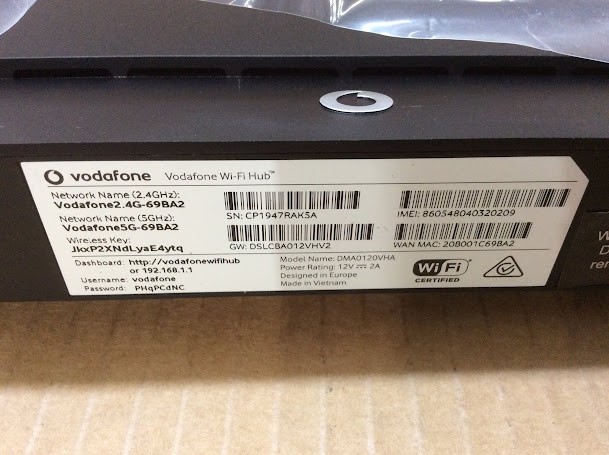 vodafone Vodafone Wi-Fi Hub™
Network Name (2.4GHz):
Vodafone2.4G-69BA2
Network Name (5GHz):
Vodafone5G-69BA2
Wireless Key:
JkxP2XNdLyaE4ytq
Dashboard: http://vodafonewifihub
or 192.168.1.1
Username: vodafone
Password: PHqPCdNC
SN: CP1947RAK5A
GW: DSLCBA012VHV2
Model Name: DMA0120VHA
Power Rating: 12V ⎓ 2A
Designed in Europe
Made in Vietnam
IMEI: 860548040320209
WAN MAC: 20B001C69BA2
Wi Fi
CERTIFIED